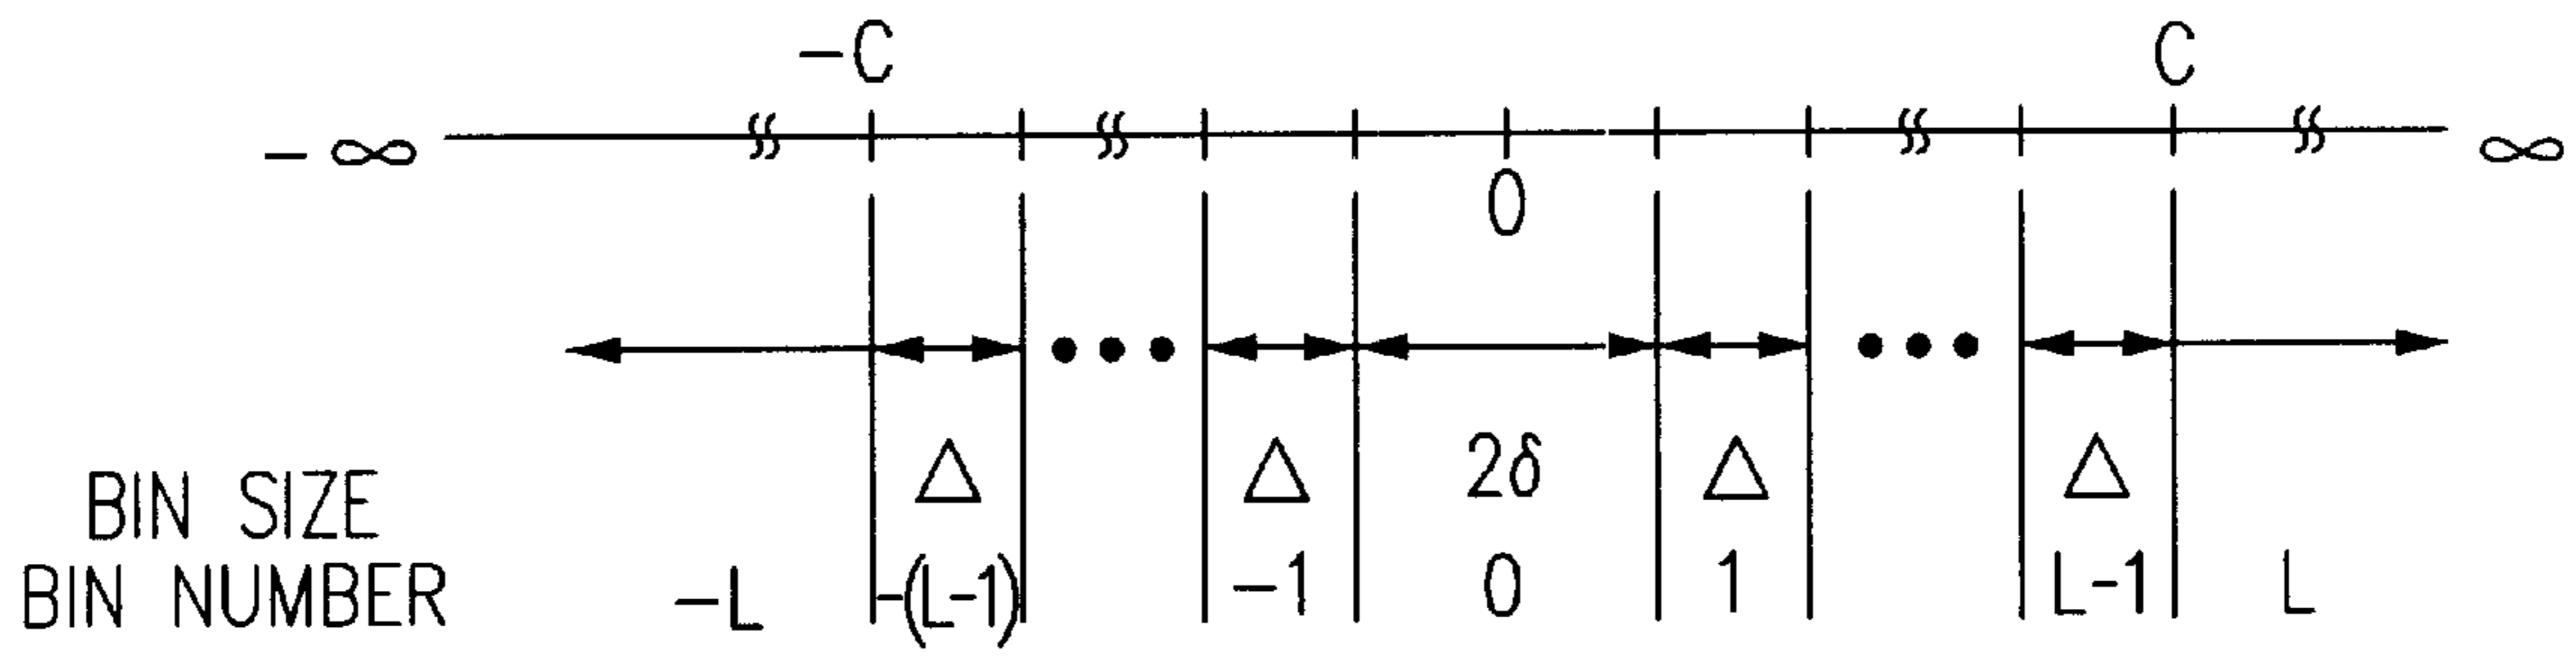 -C C
- ∞ 0 ∞
BIN SIZE △ △ 2δ △ △
BIN NUMBER -L -(L-1) -1 0 1 L-1 L